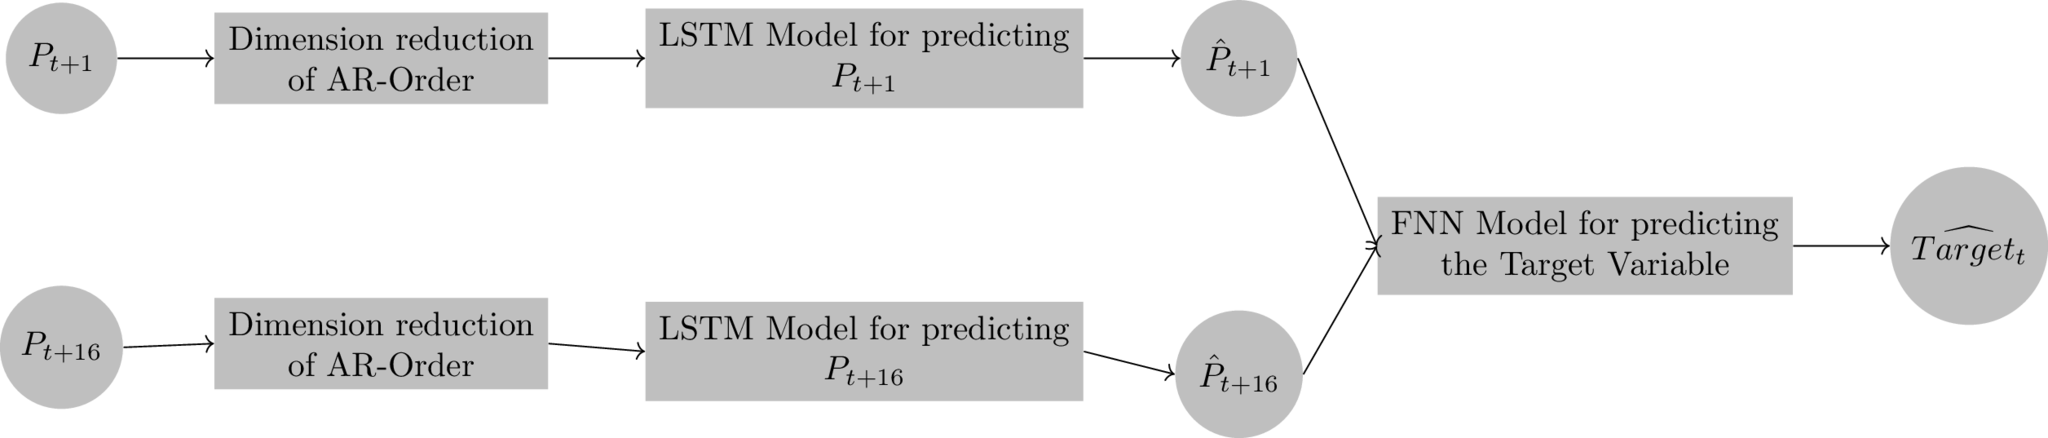 P_{t+1}
Dimension reduction
of AR-Order
LSTM Model for predicting
P_{t+1}
\hat{P}_{t+1}
FNN Model for predicting
the Target Variable
\widehat{Target}_t
P_{t+16}
Dimension reduction
of AR-Order
LSTM Model for predicting
P_{t+16}
\hat{P}_{t+16}